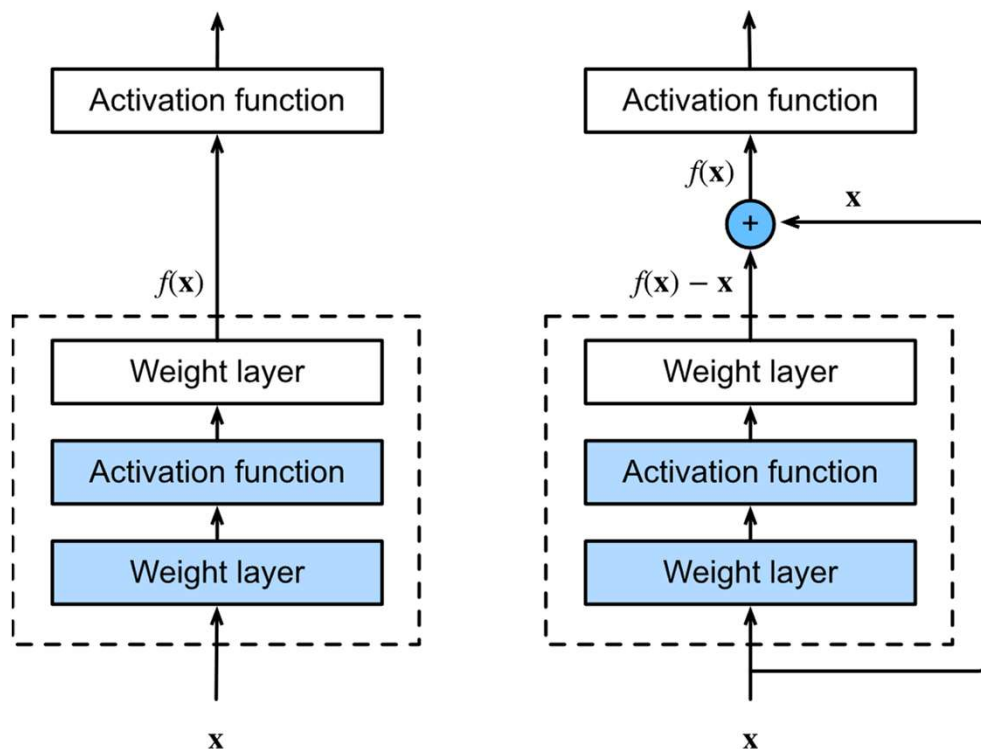 Activation function
f(x)
Weight layer
Activation function
Weight layer
x
Activation function
f(x)
x
+
f(x) − x
Weight layer
Activation function
Weight layer
x